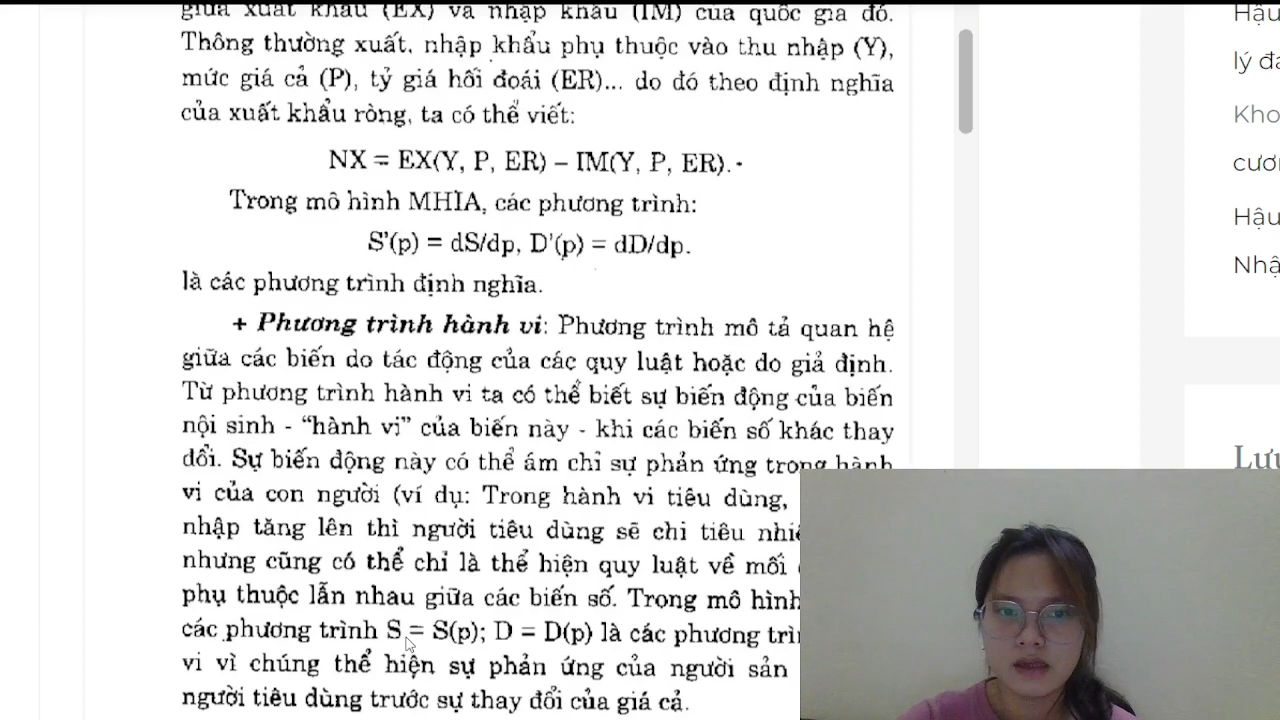 giữa xuất khẩu (EX) và nhập khẩu (IM) của quốc gia đó.
Thông thường xuất, nhập khẩu phụ thuộc vào thu nhập (Y),
mức giá cả (P), tỷ giá hối đoái (ER)... do đó theo định nghĩa
của xuất khẩu ròng, ta có thể viết:
NX = EX(Y, P, ER) – IM(Y, P, ER).
Trong mô hình MHIA, các phương trình:
S'(p) = dS/dp, D'(p) = dD/dp.
là các phương trình định nghĩa.
+ Phương trình hành vi: Phương trình mô tả quan hệ
giữa các biến do tác động của các quy luật hoặc do giả định.
Từ phương trình hành vi ta có thể biết sự biến động của biến
nội sinh - “hành vi” của biến này - khi các biến số khác thay
đổi. Sự biến động này có thể ám chỉ sự phản ứng trong hành
vi của con người (ví dụ: Trong hành vi tiêu dùng,
nhập tăng lên thì người tiêu dùng sẽ chi tiêu
nhưng cũng có thể chỉ là thể hiện quy luật về mối
phụ thuộc lẫn nhau giữa các biến số. Trong mô hình
các phương trình S = S(p); D = D(p) là các phương
vi vì chúng thể hiện sự phản ứng của người sản
người tiêu dùng trước sự thay đổi của giá cả.
Hậu
lý
Kho
Hậu